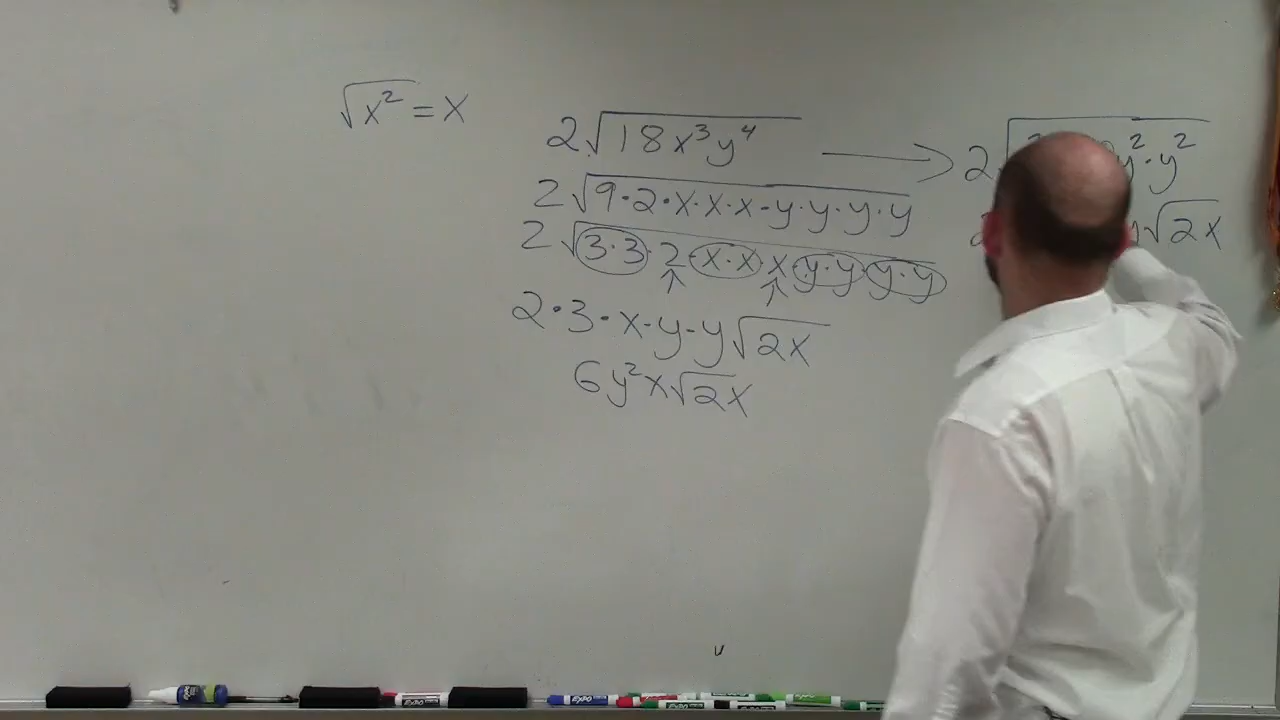 √x² = x
2√18x³y⁴ →
2√9·2·x·x·x·y·y·y·y
2√3·3·2·x·x·x·y·y·y·y
2·3·x·y·y√2x
6y²x√2x
2√ y²·y²
√2x
EXPO